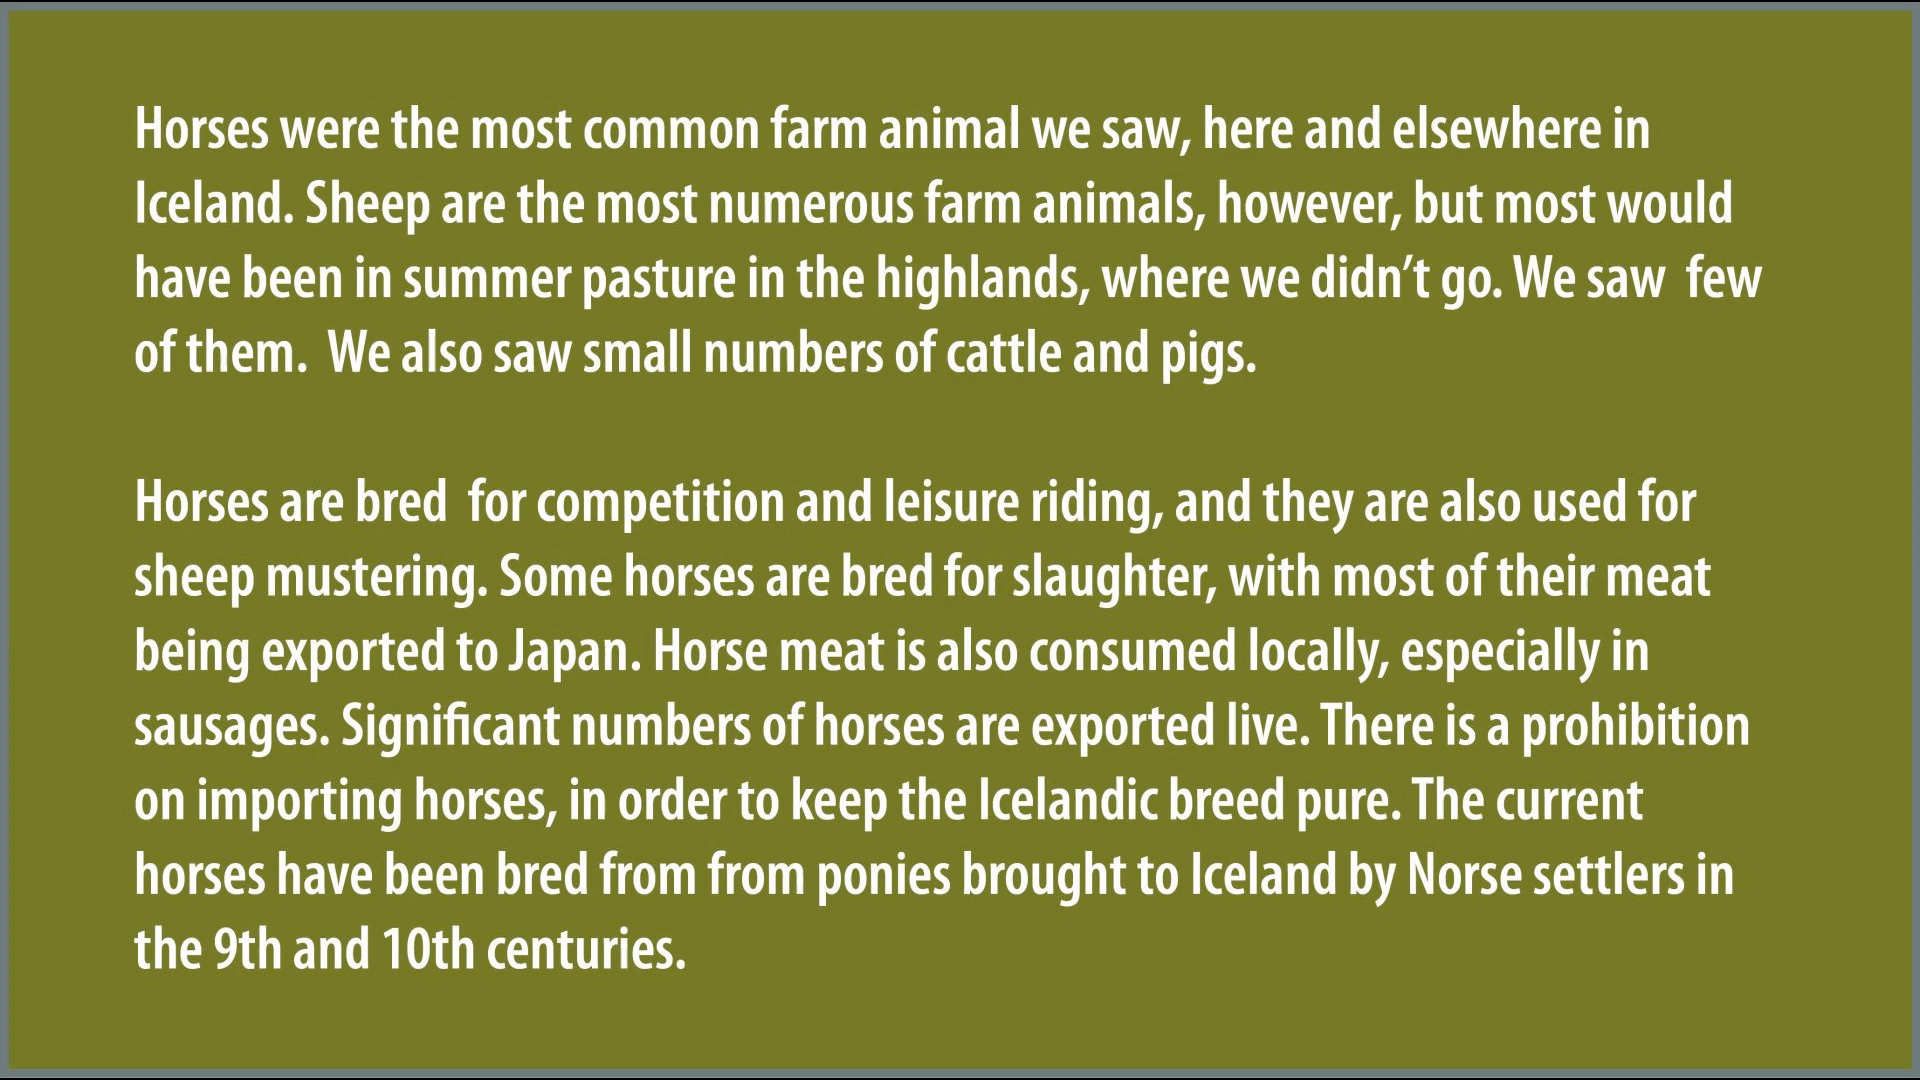 Horses were the most common farm animal we saw, here and elsewhere in
Iceland. Sheep are the most numerous farm animals, however, but most would
have been in summer pasture in the highlands, where we didn’t go. We saw  few
of them.  We also saw small numbers of cattle and pigs.
Horses are bred  for competition and leisure riding, and they are also used for
sheep mustering. Some horses are bred for slaughter, with most of their meat
being exported to Japan. Horse meat is also consumed locally, especially in
sausages. Significant numbers of horses are exported live. There is a prohibition
on importing horses, in order to keep the Icelandic breed pure. The current
horses have been bred from from ponies brought to Iceland by Norse settlers in
the 9th and 10th centuries.